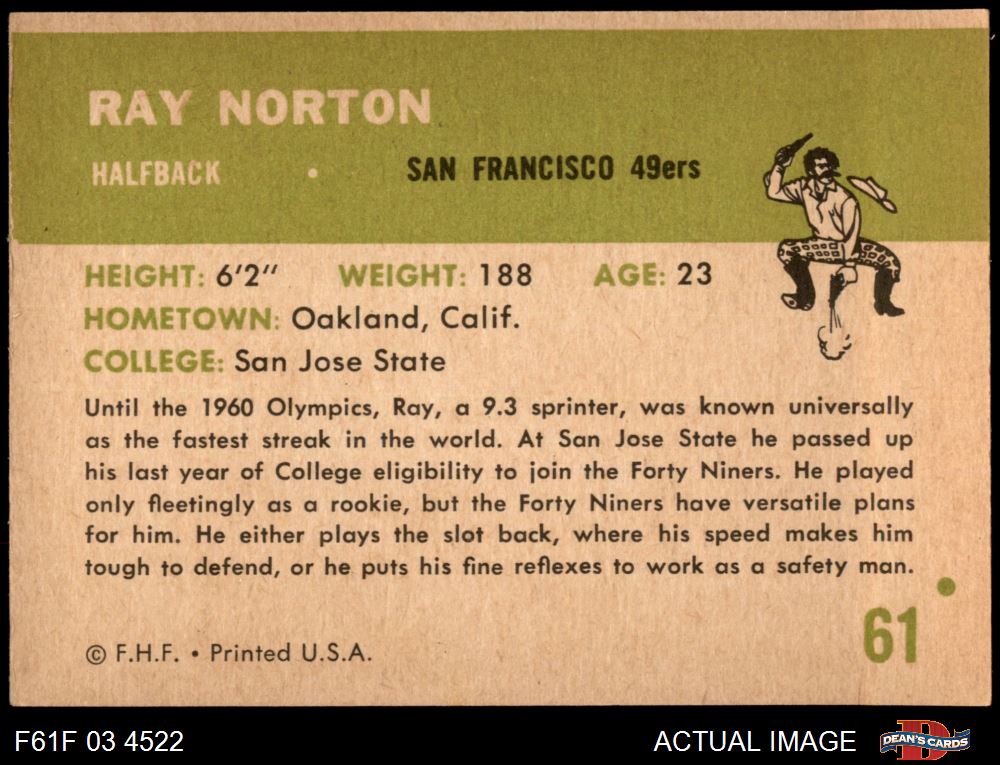 RAY NORTON
HALFBACK • SAN FRANCISCO 49ers
HEIGHT: 6'2" WEIGHT: 188 AGE: 23
HOMETOWN: Oakland, Calif.
COLLEGE: San Jose State
Until the 1960 Olympics, Ray, a 9.3 sprinter, was known universally
as the fastest streak in the world. At San Jose State he passed up
his last year of College eligibility to join the Forty Niners. He played
only fleetingly as a rookie, but the Forty Niners have versatile plans
for him. He either plays the slot back, where his speed makes him
tough to defend, or he puts his fine reflexes to work as a safety man.
61
© F.H.F. • Printed U.S.A.
F61F 03 4522
ACTUAL IMAGE
D
DEAN'S CARDS